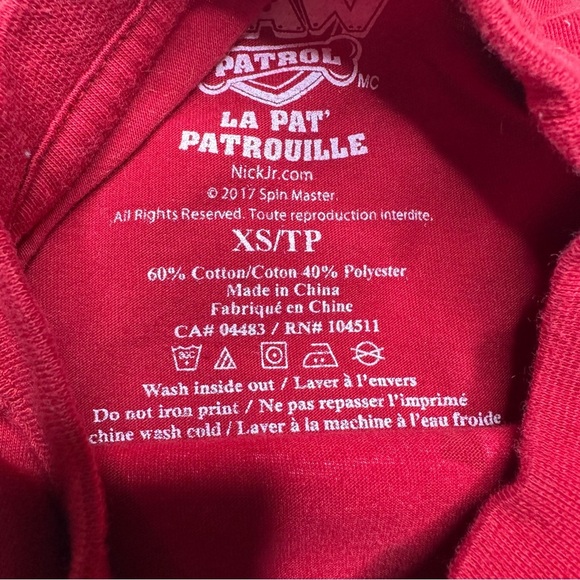 PAW
PATROL
MC
LA PAT'
PATROUILLE
NickJr.com
© 2017 Spin Master.
All Rights Reserved. Toute reproduction interdite.
XS/TP
60% Cotton/Coton 40% Polyester
Made in China
Fabriqué en Chine
CA# 04483 / RN# 104511
Wash inside out / Laver à l'envers
Do not iron print / Ne pas repasser l'imprimé
chine wash cold / Laver à la machine à l'eau froide